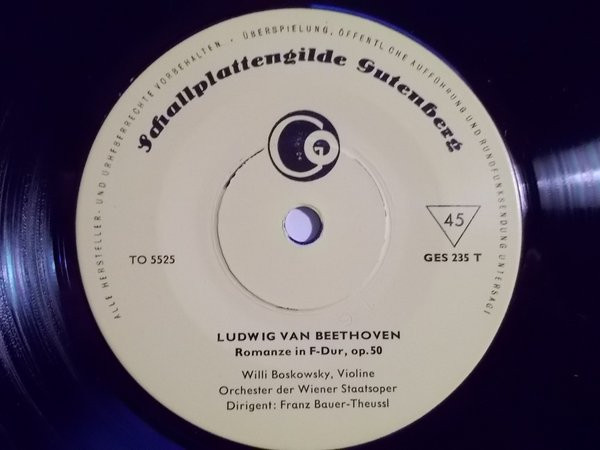 ALLE HERSTELLER- UND URHEBERRECHTE VORBEHALTEN. · ÜBERSPIELUNG, ÖFFENTLICHE AUFFÜHRUNG UND RUNDFUNKSENDUNG UNTERSAGT
Schallplattengilde Gutenberg
G
45
TO 5525
GES 235 T
LUDWIG VAN BEETHOVEN
Romanze in F-Dur, op. 50
Willi Boskowsky, Violine
Orchester der Wiener Staatsoper
Dirigent: Franz Bauer-Theussl